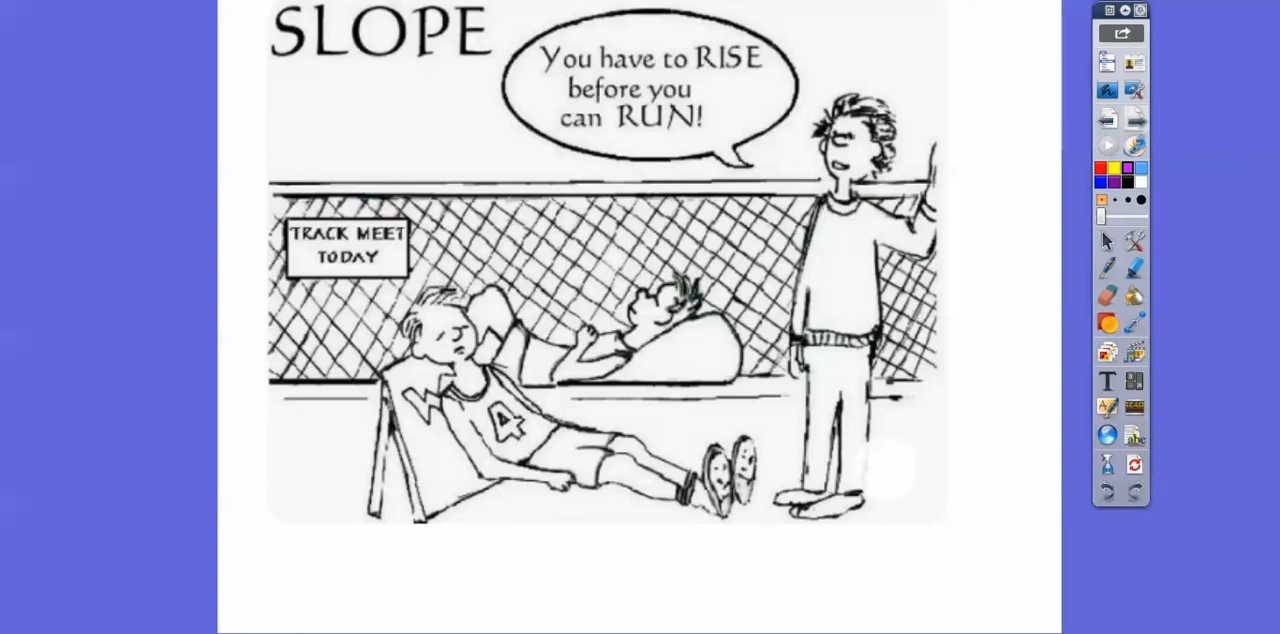 SLOPE
You have to RISE
before you
can RUN!
TRACK MEET
TODAY
4